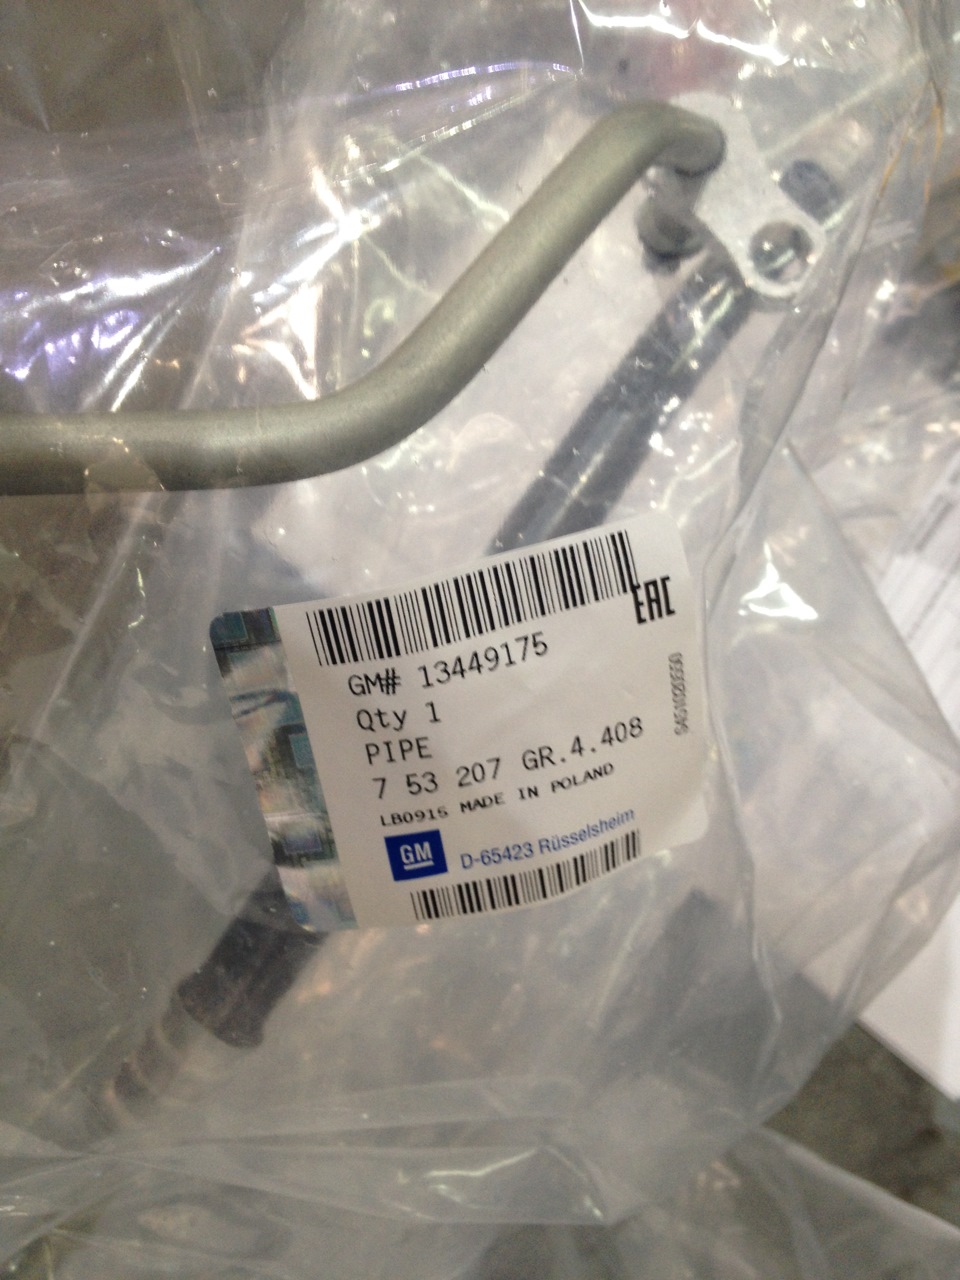 EAC
GM# 13449175
Qty 1
PIPE
7 53 207 GR.4.408
LB0915 MADE IN POLAND
GM
D-65423 Rüsselsheim